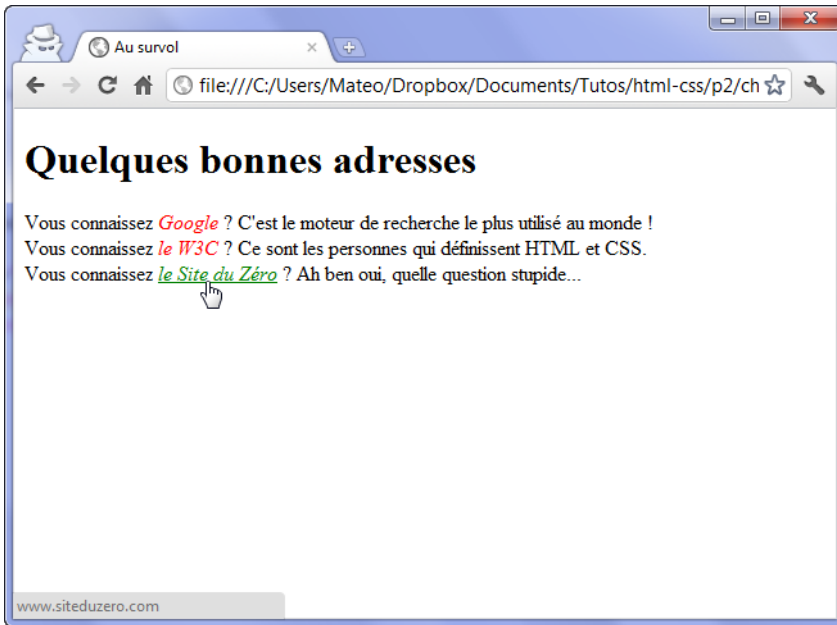 Au survol
file:///C:/Users/Mateo/Dropbox/Documents/Tutos/html-css/p2/ch
Quelques bonnes adresses
Vous connaissez Google ? C'est le moteur de recherche le plus utilisé au monde !
Vous connaissez le W3C ? Ce sont les personnes qui définissent HTML et CSS.
Vous connaissez le Site du Zéro ? Ah ben oui, quelle question stupide...
www.siteduzero.com